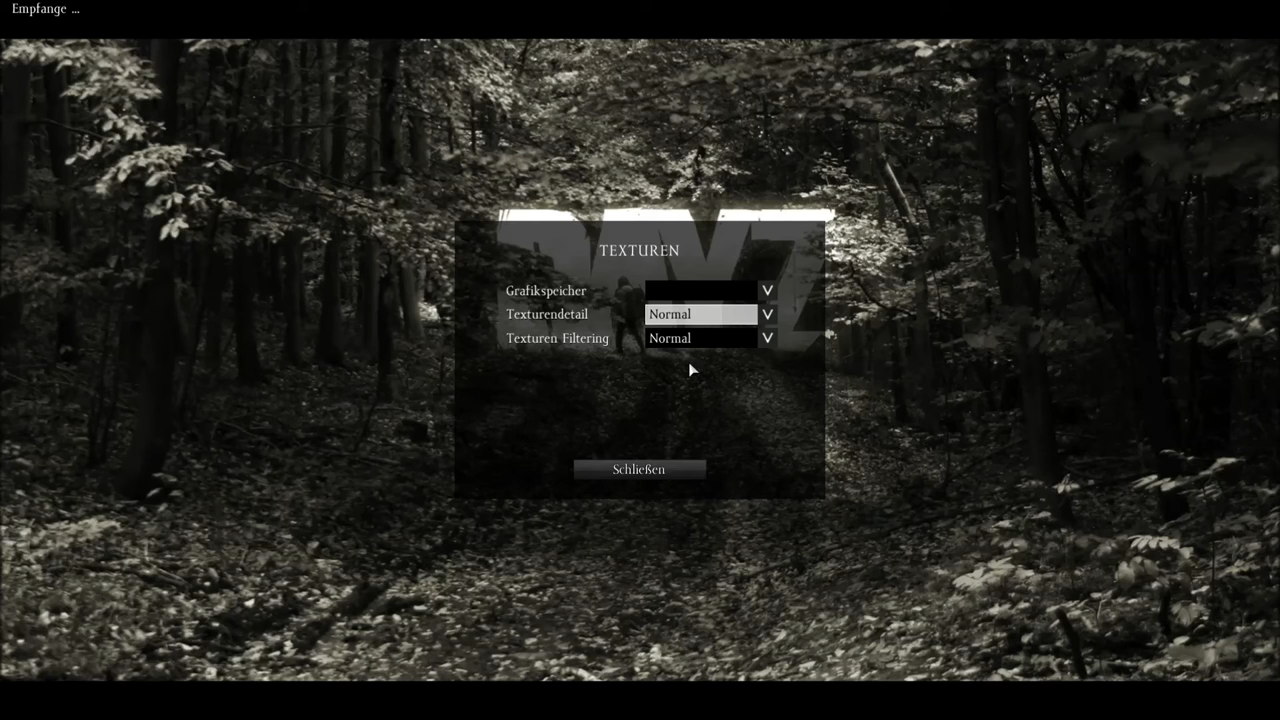 Empfange ...
TEXTUREN
Grafikspeicher
Texturendetail Normal
Texturen Filtering Normal
Schließen